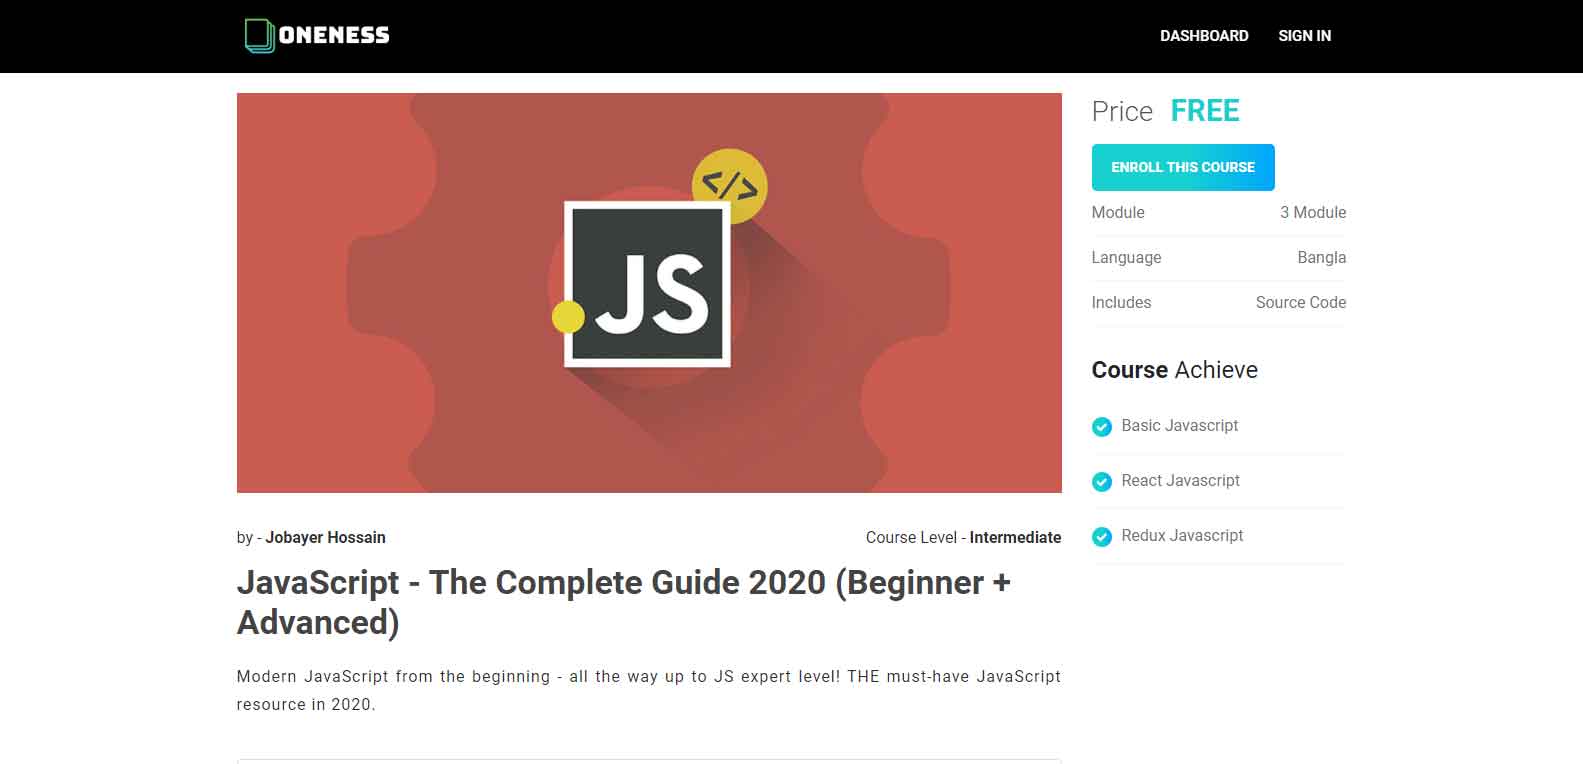 ONENESS
DASHBOARD SIGN IN
</>
JS
Price FREE
ENROLL THIS COURSE
Module 3 Module
Language Bangla
Includes Source Code
Course Achieve
Basic Javascript
React Javascript
Redux Javascript
by - Jobayer Hossain Course Level - Intermediate
JavaScript - The Complete Guide 2020 (Beginner +
Advanced)
Modern JavaScript from the beginning - all the way up to JS expert level! THE must-have JavaScript
resource in 2020.